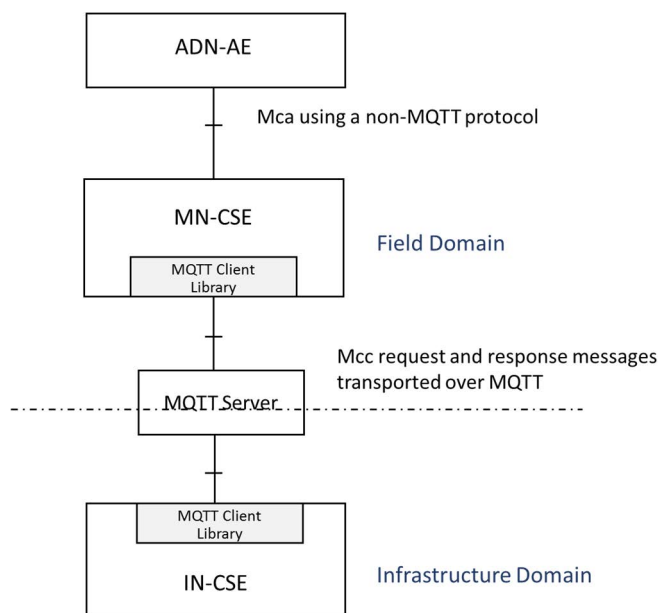 ADN-AE
Mca using a non-MQTT protocol
MN-CSE
Field Domain
MQTT Client
Library
Mcc request and response messages
transported over MQTT
MQTT Server
MQTT Client
Library
IN-CSE
Infrastructure Domain